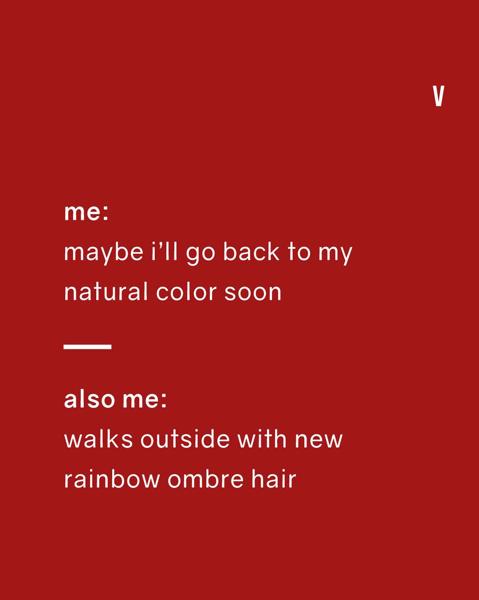 V
me:
maybe i’ll go back to my
natural color soon
also me:
walks outside with new
rainbow ombre hair